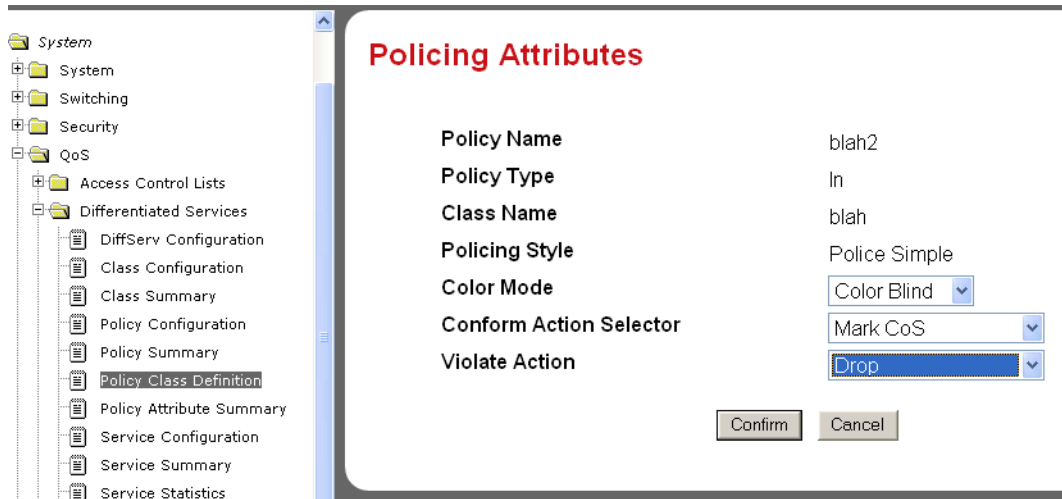 System
System
Switching
Security
QoS
Access Control Lists
Differentiated Services
DiffServ Configuration
Class Configuration
Class Summary
Policy Configuration
Policy Summary
Policy Class Definition
Policy Attribute Summary
Service Configuration
Service Summary
Service Statistics
Policing Attributes
Policy Name blah2
Policy Type In
Class Name blah
Policing Style Police Simple
Color Mode Color Blind
Conform Action Selector Mark CoS
Violate Action Drop
Confirm Cancel